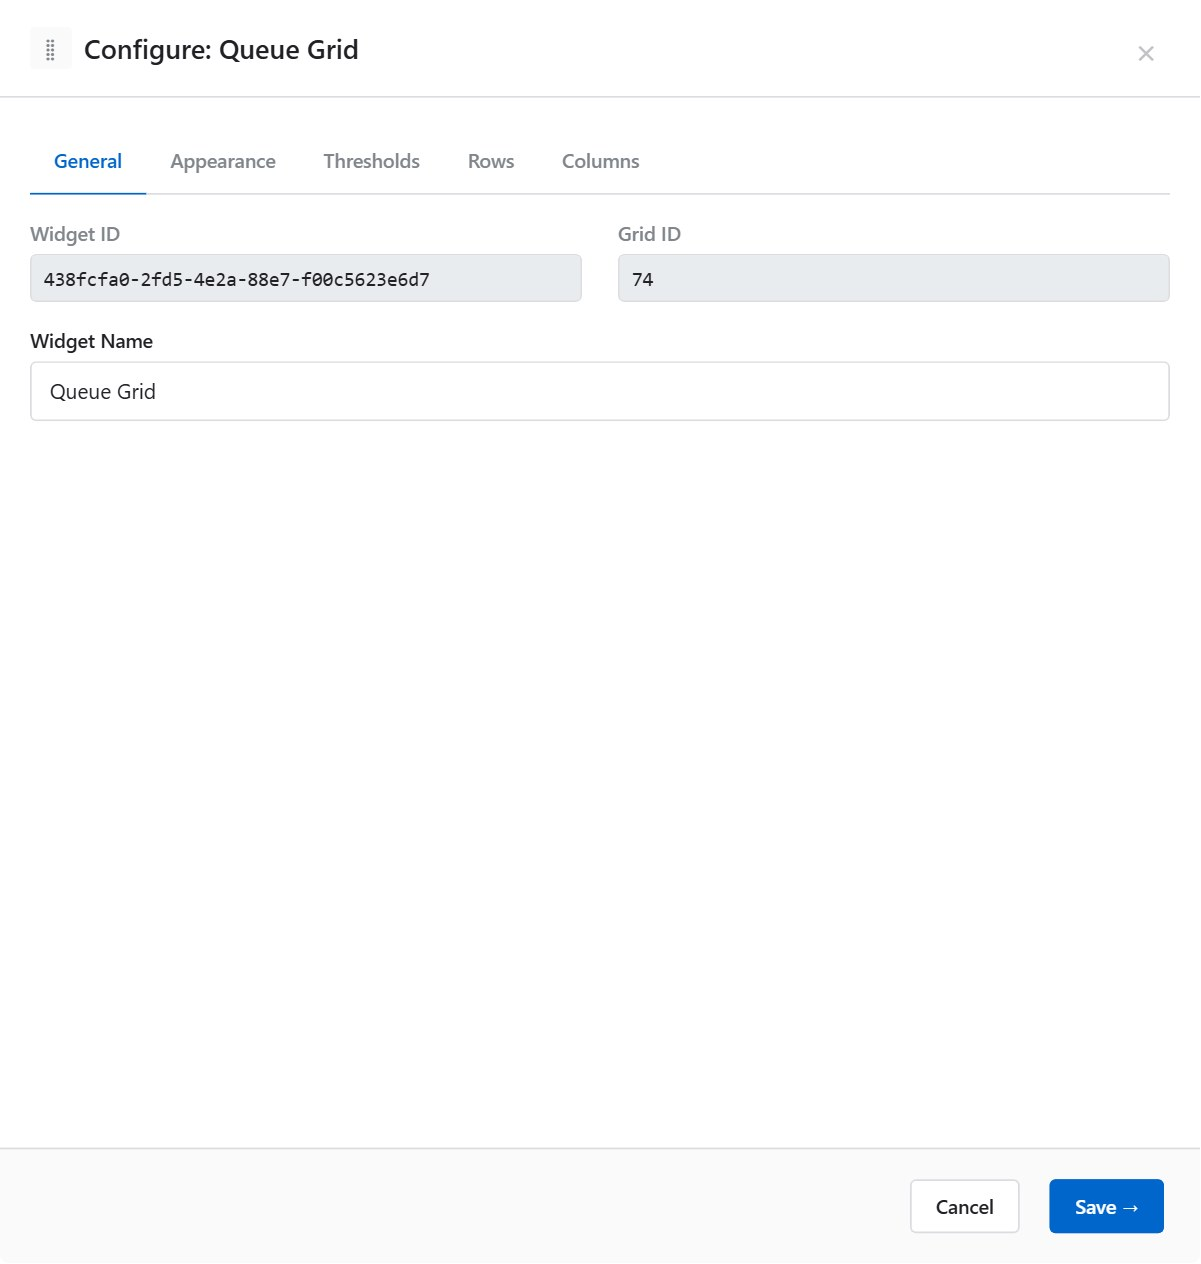 Configure: Queue Grid
×
General Appearance Thresholds Rows Columns
Widget ID
438fcfa0-2fd5-4e2a-88e7-f00c5623e6d7
Grid ID
74
Widget Name
Queue Grid
Cancel
Save →